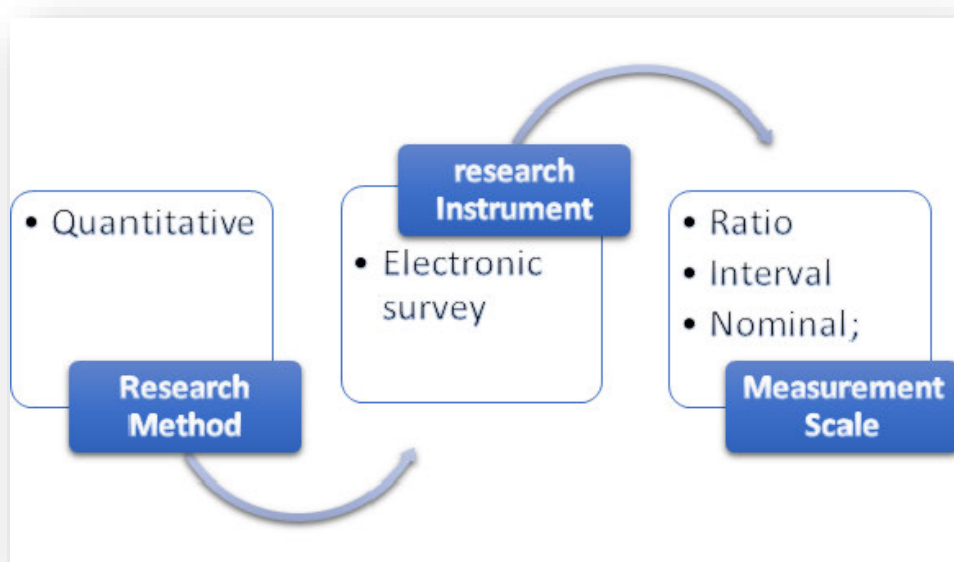 • Quantitative
Research
Method
research
Instrument
• Electronic
survey
• Ratio
• Interval
• Nominal;
Measurement
Scale